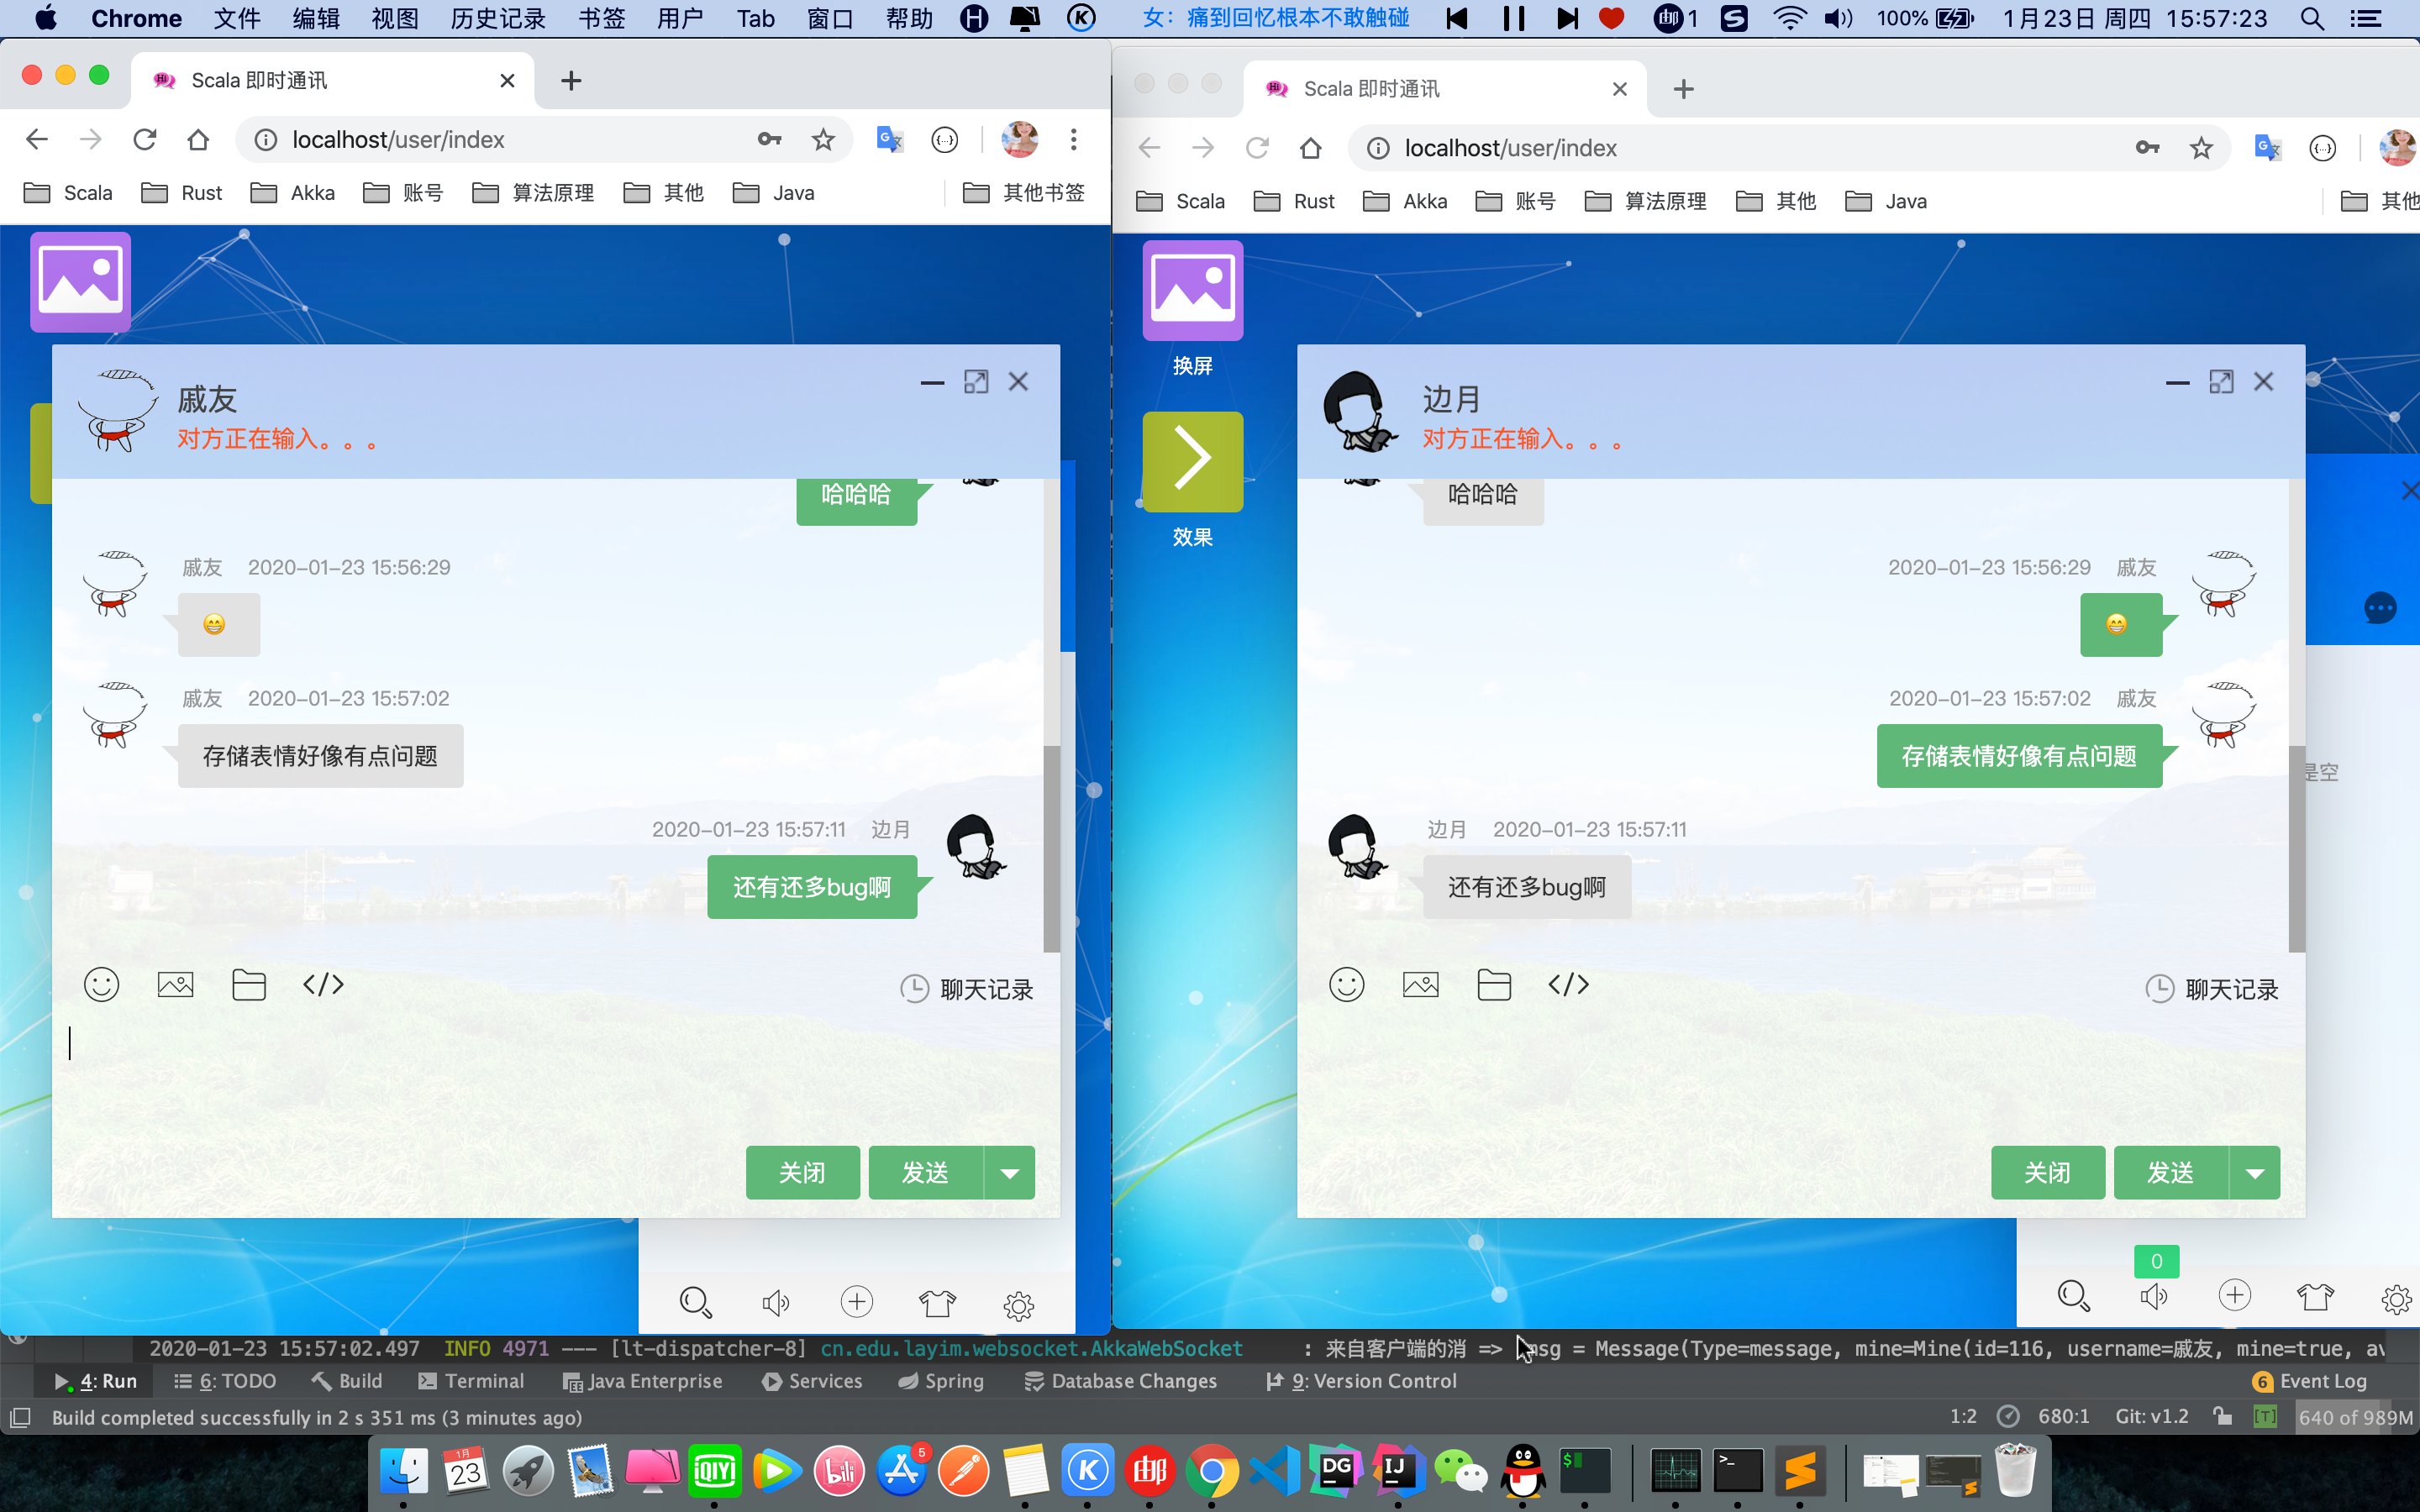 Chrome 文件 编辑 视图 历史记录 书签 用户 Tab 窗口 帮助 女：痛到回忆根本不敢触碰 1 100% 1月23日 周四 15:57:23
Scala 即时通讯
localhost/user/index
Scala Rust Akka 账号 算法原理 其他 Java 其他书签
戚友
对方正在输入。。。
哈哈哈
戚友 2020-01-23 15:56:29
戚友 2020-01-23 15:57:02
存储表情好像有点问题
2020-01-23 15:57:11 边月
还有还多bug啊
聊天记录
关闭 发送
Scala 即时通讯
localhost/user/index
Scala Rust Akka 账号 算法原理 其他 Java 其他
换屏
效果
边月
对方正在输入。。。
哈哈哈
2020-01-23 15:56:29 戚友
2020-01-23 15:57:02 戚友
存储表情好像有点问题
是空
边月 2020-01-23 15:57:11
还有还多bug啊
聊天记录
关闭 发送
0
2020-01-23 15:57:02.497 INFO 4971 --- [lt-dispatcher-8] cn.edu.layim.websocket.AkkaWebSocket : 来自客户端的消 => msg = Message(Type=message, mine=Mine(id=116, username=戚友, mine=true, av
4: Run 6: TODO Build Terminal Java Enterprise Services Spring Database Changes 9: Version Control 6 Event Log
Build completed successfully in 2 s 351 ms (3 minutes ago) 1:2 680:1 Git: v1.2 [T] 640 of 989M
1月
23
iQIY
bili
5
K
DG
IJ